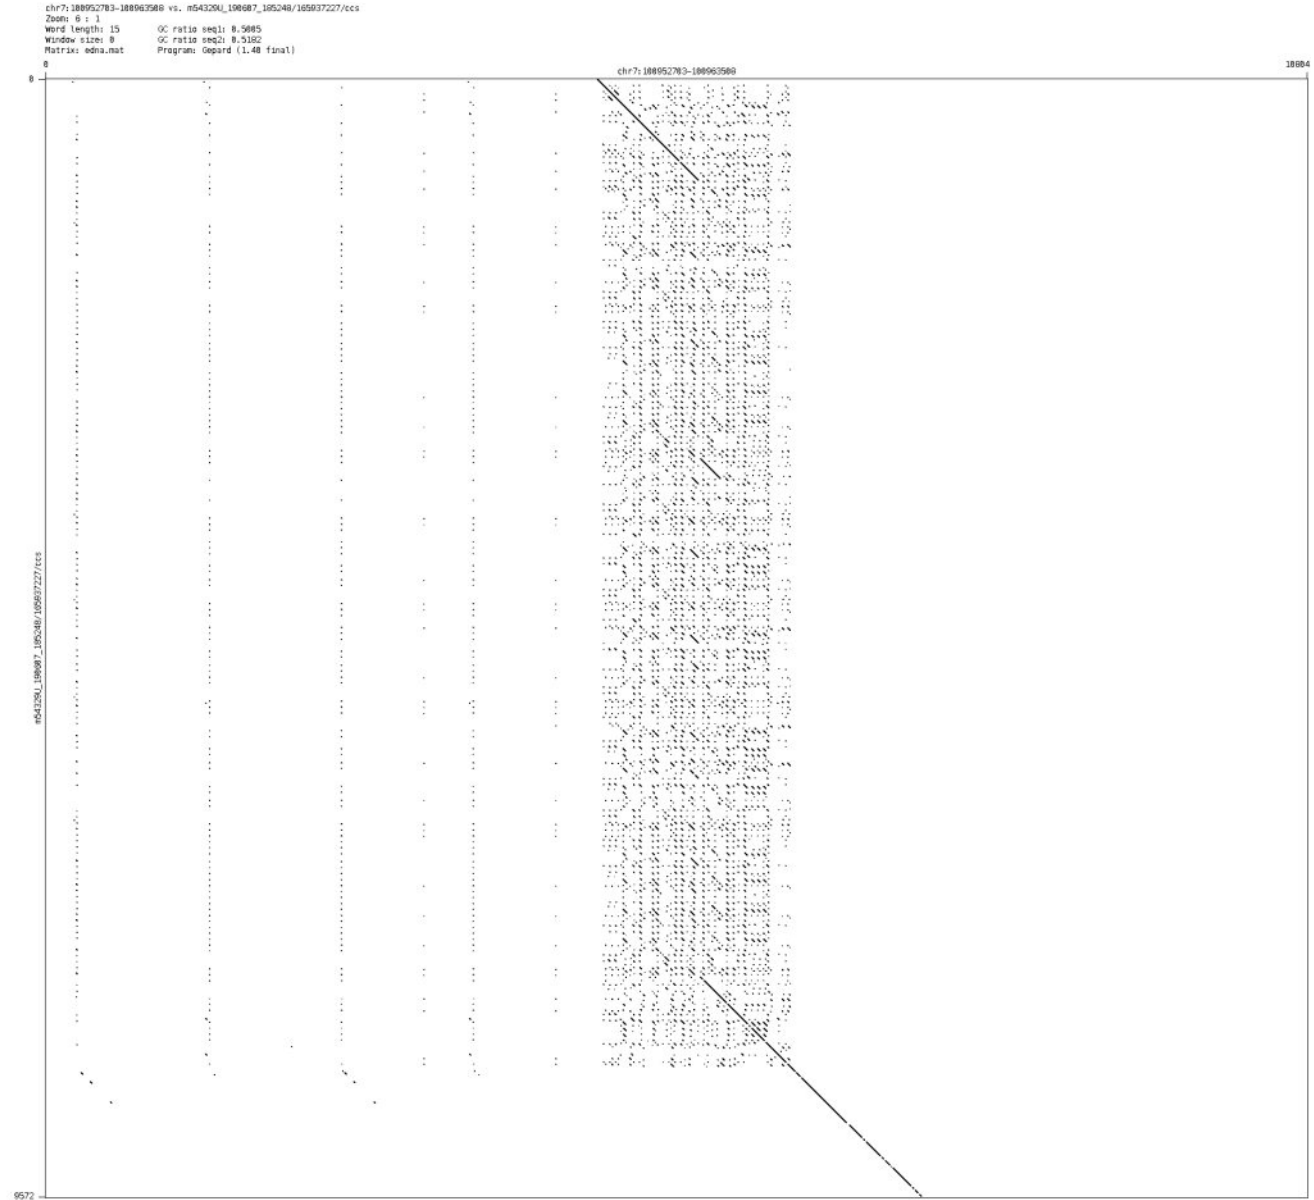 chr7:100952703-100963508 vs. m54329U_190607_185248/165937227/ccs
Zoom: 6 : 1
Word length: 15 GC ratio seq1: 0.5005
Window size: 0 GC ratio seq2: 0.5182
Matrix: edna.mat Program: Gepard (1.40 final)
0 10804
chr7:100952703-100963508
0
m54329U_190607_185248/165937227/ccs
9572